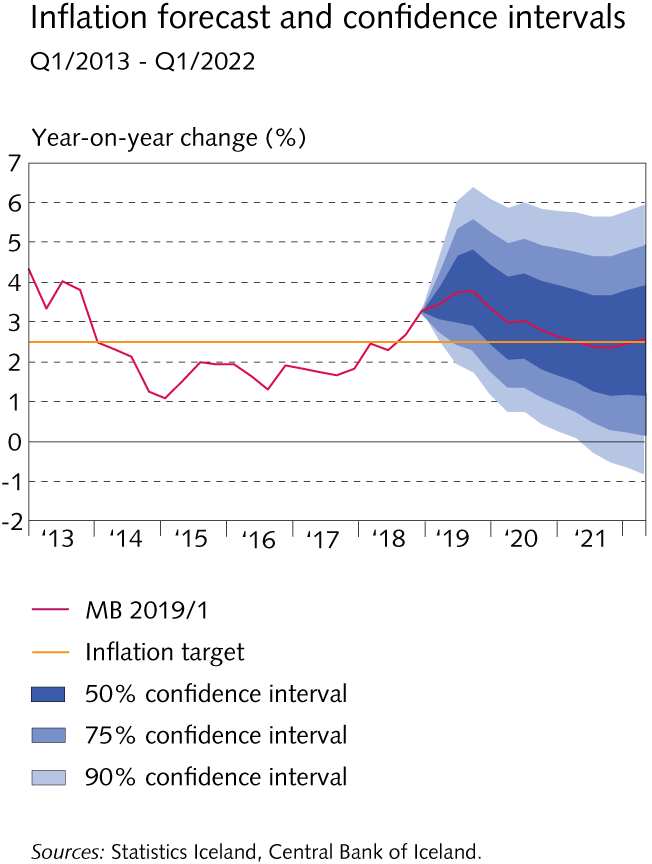 Inflation forecast and confidence intervals
Q1/2013 - Q1/2022
Year-on-year change (%)
7
6
5
4
3
2
1
0
-1
-2
‘13 ‘14 ‘15 ‘16 ‘17 ‘18 ‘19 ‘20 ‘21
MB 2019/1
Inflation target
50% confidence interval
75% confidence interval
90% confidence interval
Sources: Statistics Iceland, Central Bank of Iceland.